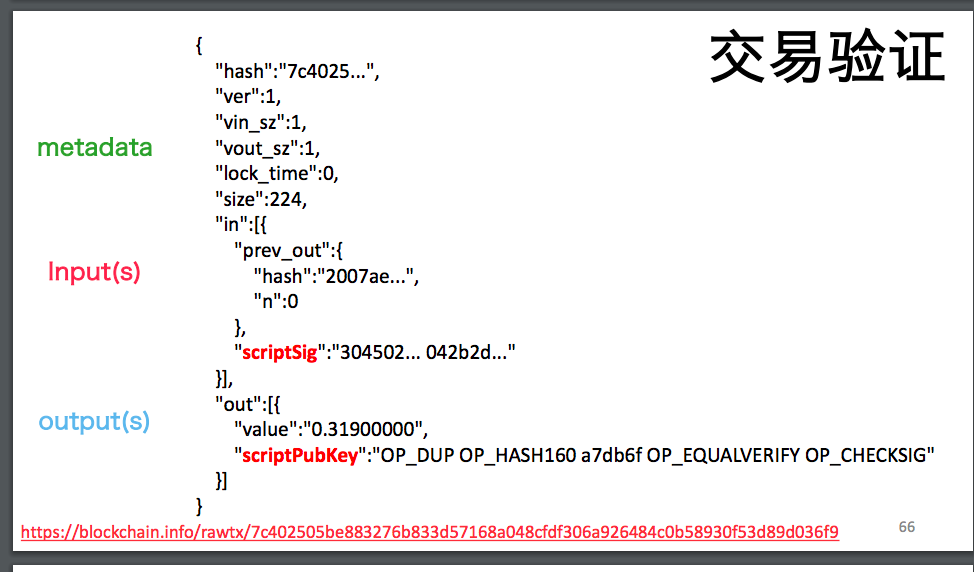 交易验证
{
"hash":"7c4025...",
"ver":1,
"vin_sz":1,
metadata
"vout_sz":1,
"lock_time":0,
"size":224,
"in":[{
"prev_out":{
Input(s)
"hash":"2007ae...",
"n":0
},
"scriptSig":"304502... 042b2d..."
}],
"out":[{
output(s)
"value":"0.31900000",
"scriptPubKey":"OP_DUP OP_HASH160 a7db6f OP_EQUALVERIFY OP_CHECKSIG"
}]
}
https://blockchain.info/rawtx/7c402505be883276b833d57168a048cfdf306a926484c0b58930f53d89d036f9
66